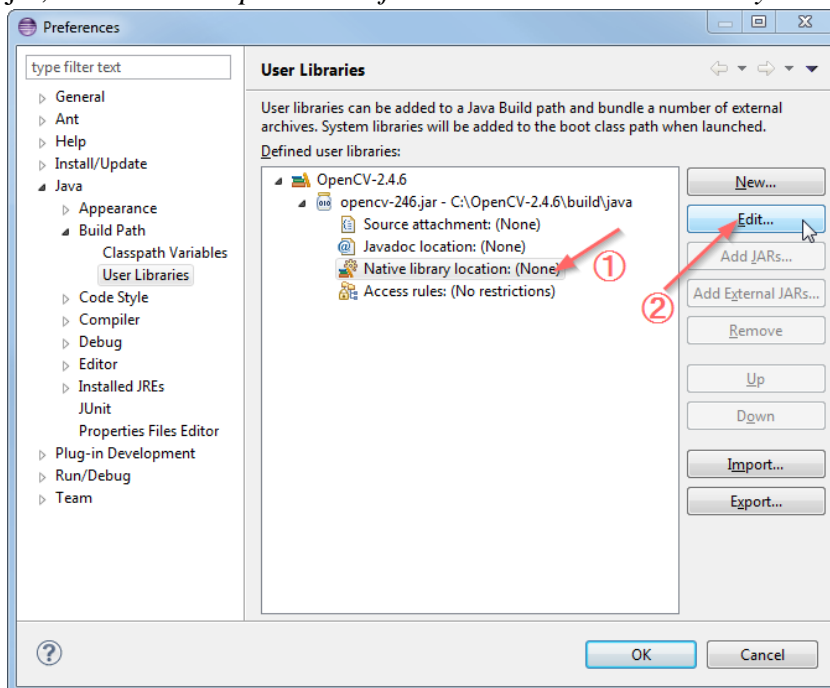 Preferences
type filter text
General
Ant
Help
Install/Update
Java
Appearance
Build Path
Classpath Variables
User Libraries
Code Style
Compiler
Debug
Editor
Installed JREs
JUnit
Properties Files Editor
Plug-in Development
Run/Debug
Team
User Libraries
User libraries can be added to a Java Build path and bundle a number of external
archives. System libraries will be added to the boot class path when launched.
Defined user libraries:
OpenCV-2.4.6
opencv-246.jar - C:\OpenCV-2.4.6\build\java
Source attachment: (None)
Javadoc location: (None)
Native library location: (None)
Access rules: (No restrictions)
①
②
New...
Edit...
Add JARs...
Add External JARs...
Remove
Up
Down
Import...
Export...
?
OK
Cancel